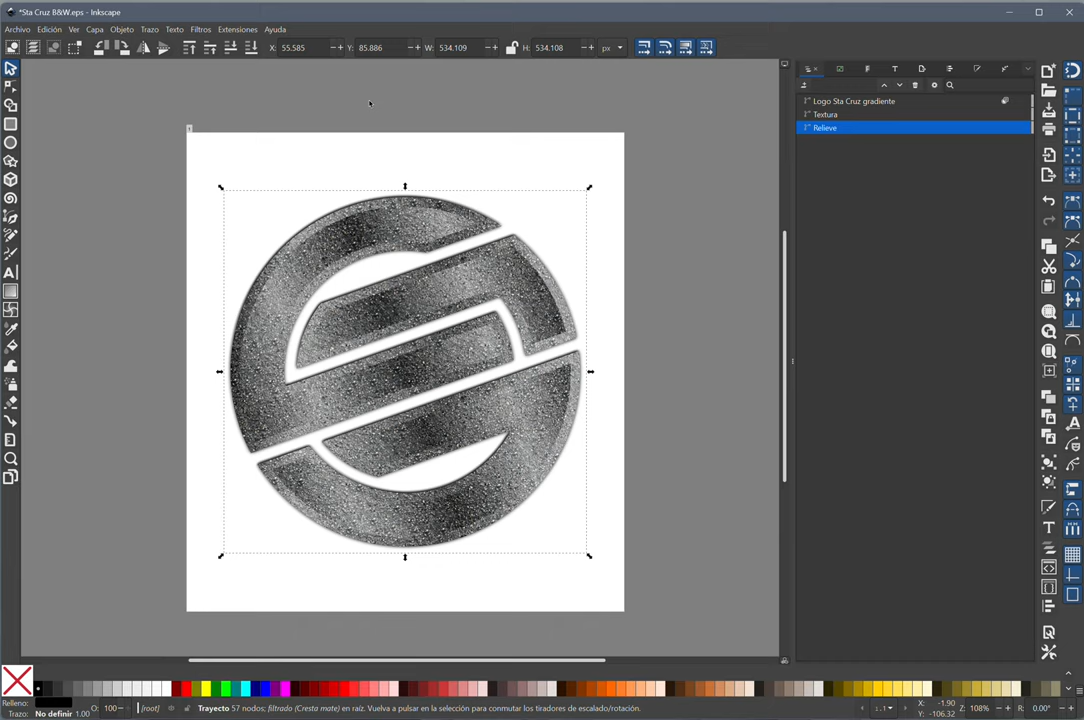 *Sta Cruz B&W.eps - Inkscape
Archivo Edición Ver Capa Objeto Trazo Texto Filtros Extensiones Ayuda
X: 55.585 Y: 85.886 W: 534.109 H: 534.108 px
Logo Sta Cruz gradiente
Textura
Relieve
Relleno:
Trazo: No definir 1.00
O: 100 [root] Trayecto 57 nodos; filtrado (Cresta mate) en raíz. Vuelva a pulsar en la selección para conmutar los tiradores de escalado/rotación.
X: -1.90
Y: -106.32
Z: 108% R: 0.00°